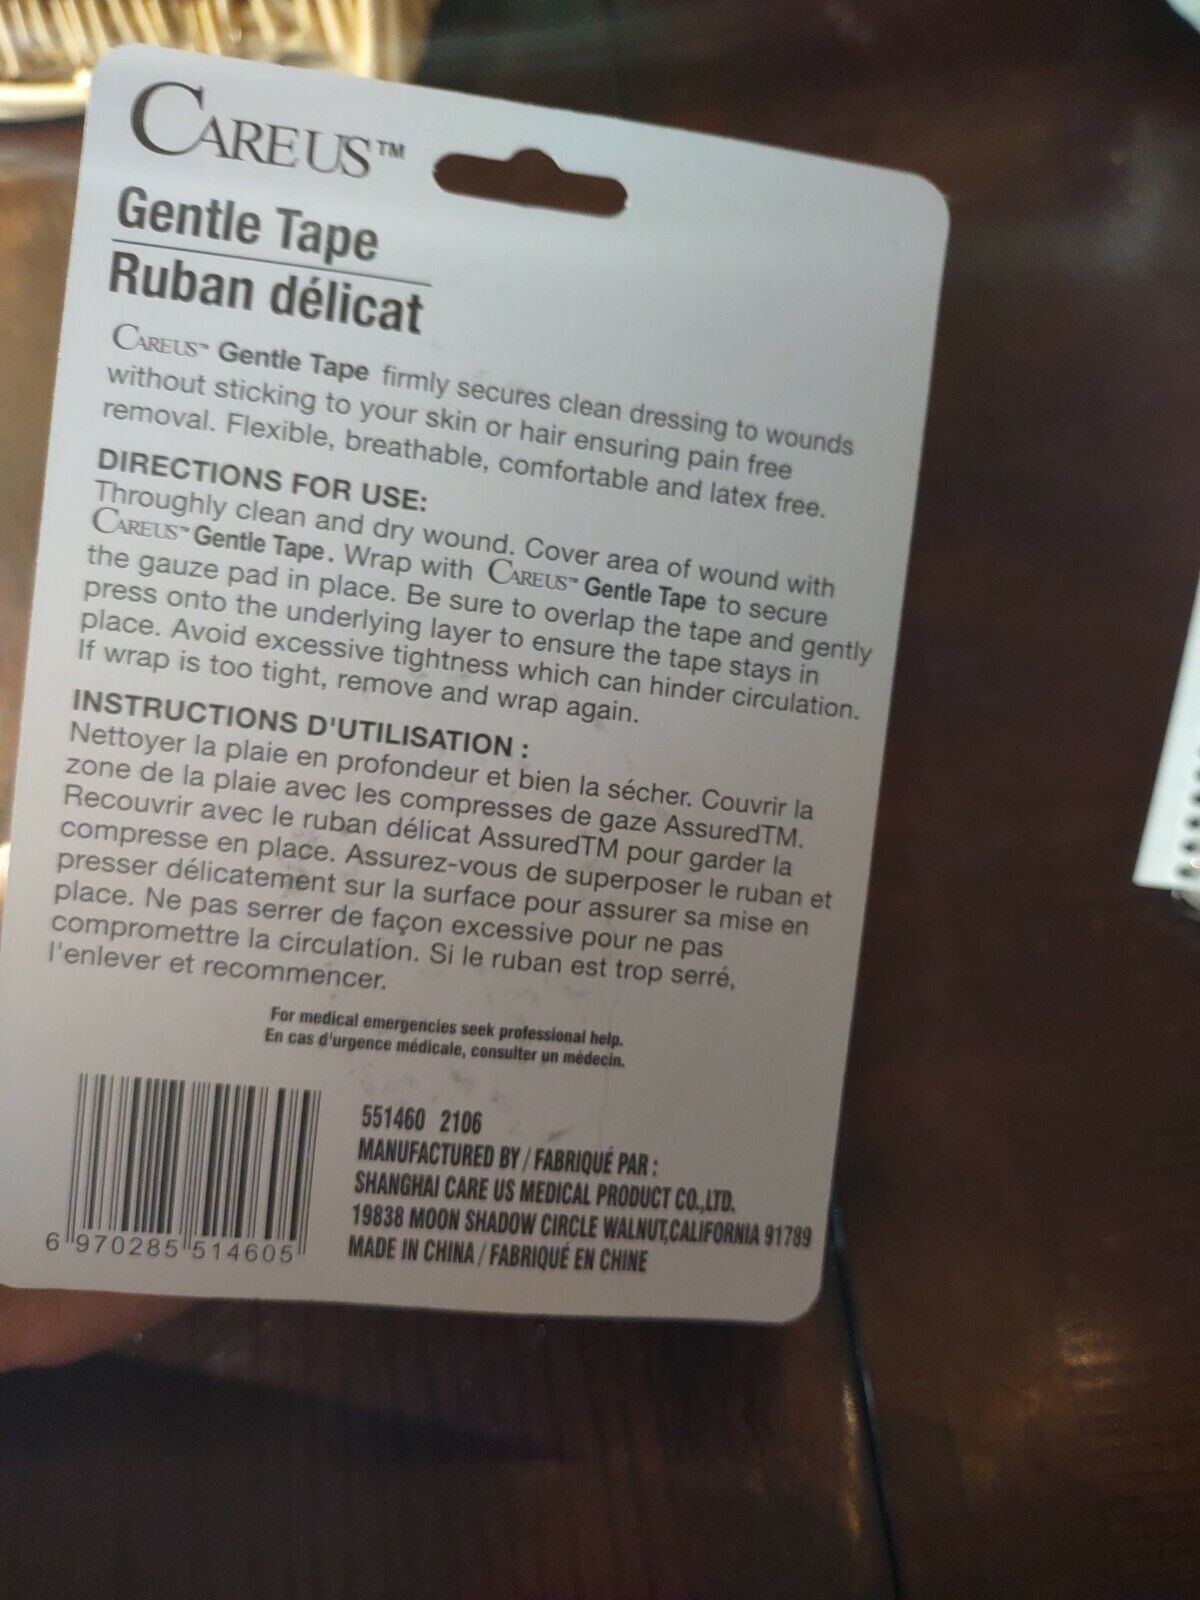 CAREUS™
Gentle Tape
Ruban délicat
CAREUS™ Gentle Tape firmly secures clean dressing to wounds
without sticking to your skin or hair ensuring pain free
removal. Flexible, breathable, comfortable and latex free.
DIRECTIONS FOR USE:
Throughly clean and dry wound. Cover area of wound with
CAREUS™ Gentle Tape. Wrap with CAREUS™ Gentle Tape to secure
the gauze pad in place. Be sure to overlap the tape and gently
press onto the underlying layer to ensure the tape stays in
place. Avoid excessive tightness which can hinder circulation.
If wrap is too tight, remove and wrap again.
INSTRUCTIONS D'UTILISATION :
Nettoyer la plaie en profondeur et bien la sécher. Couvrir la
zone de la plaie avec les compresses de gaze AssuredTM.
Recouvrir avec le ruban délicat AssuredTM pour garder la
compresse en place. Assurez-vous de superposer le ruban et
presser délicatement sur la surface pour assurer sa mise en
place. Ne pas serrer de façon excessive pour ne pas
compromettre la circulation. Si le ruban est trop serré,
l'enlever et recommencer.
For medical emergencies seek professional help.
En cas d'urgence médicale, consulter un médecin.
551460 2106
MANUFACTURED BY / FABRIQUÉ PAR :
SHANGHAI CARE US MEDICAL PRODUCT CO.,LTD.
19838 MOON SHADOW CIRCLE WALNUT,CALIFORNIA 91789
MADE IN CHINA / FABRIQUÉ EN CHINE
6 970285 514605